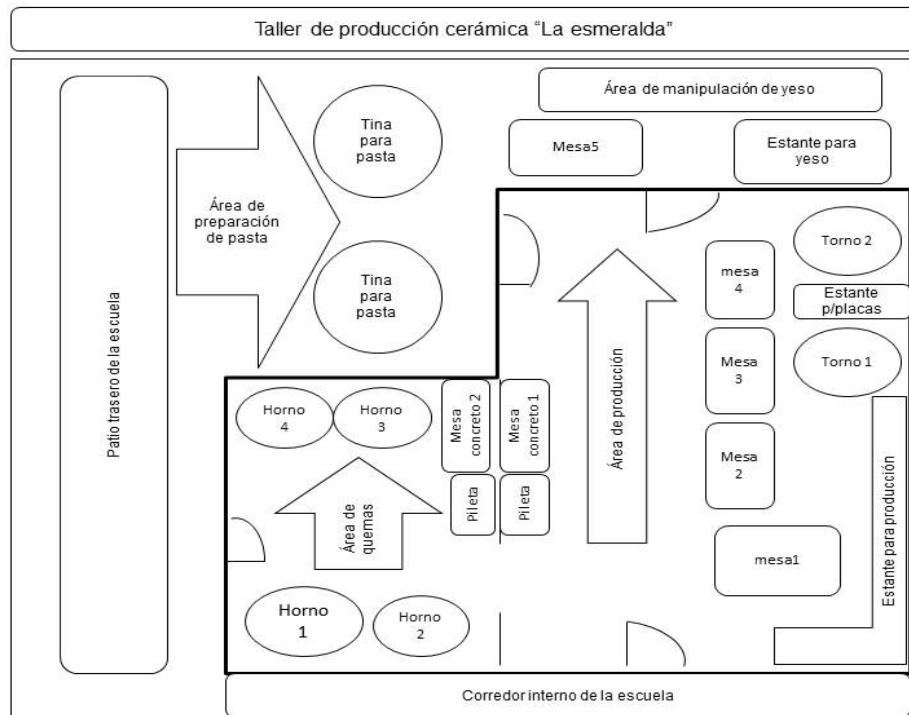 Taller de producción cerámica “La esmeralda”
Patio trasero de la escuela
Área de
preparación
de pasta
Tina
para
pasta
Tina
para
pasta
Área de manipulación de yeso
Mesa5
Estante para
yeso
Torno 2
mesa
4
Estante
p/placas
Torno 1
Mesa
3
Mesa
2
mesa1
Estante para producción
Área de producción
Mesa
concreto 2
Mesa
concreto 1
Pileta
Pileta
Horno
4
Horno
3
Área de
quemas
Horno
1
Horno
2
Corredor interno de la escuela